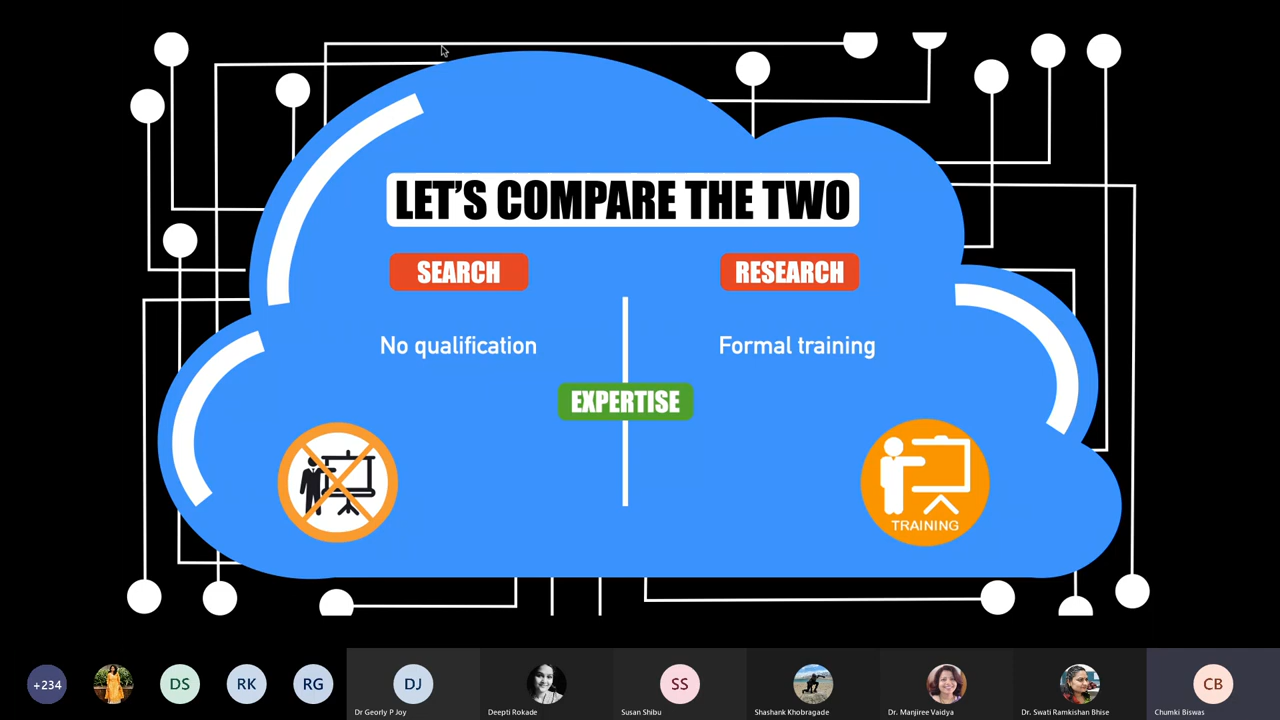 LET'S COMPARE THE TWO
SEARCH
RESEARCH
No qualification
Formal training
EXPERTISE
TRAINING
+234
DS
RK
RG
DJ
SS
CB
Dr Georly P Joy
Deepti Rokade
Susan Shibu
Shashank Khobragade
Dr. Manjiree Vaidya
Dr. Swati Ramkishan Bhise
Chumki Biswas